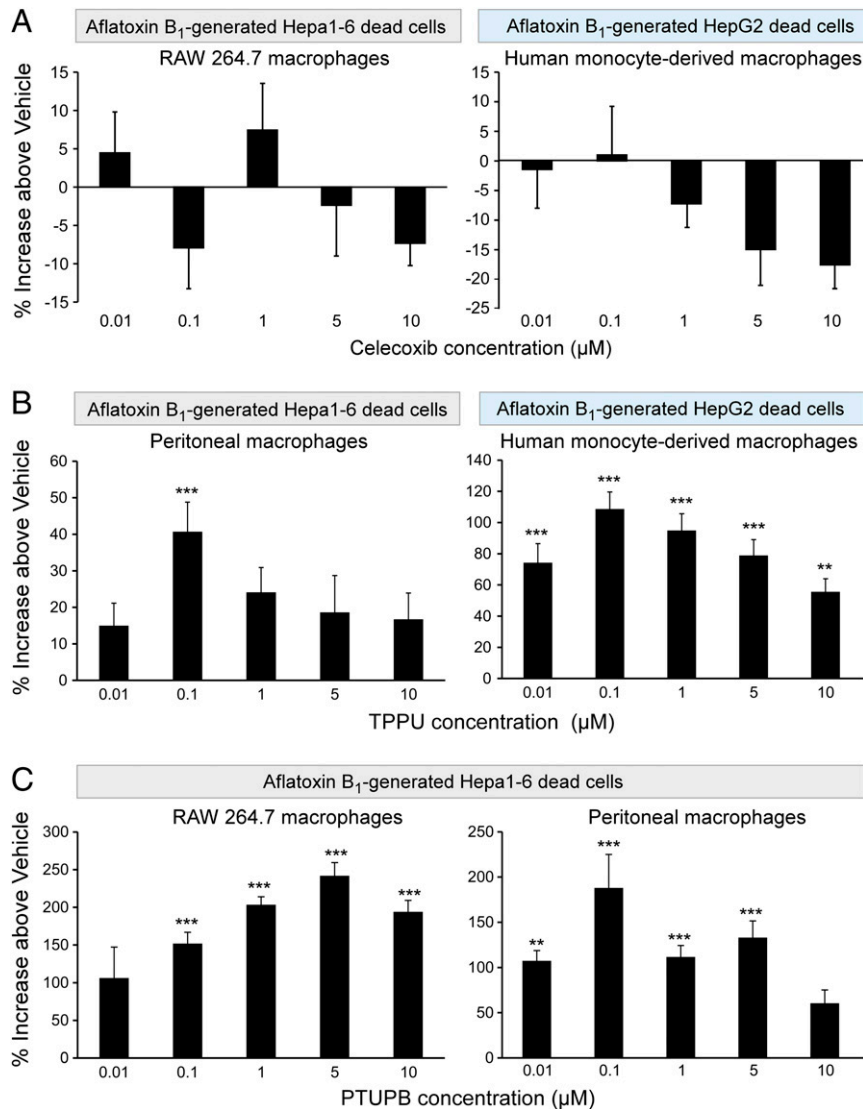 A
Aflatoxin B₁-generated Hepa1-6 dead cells
Aflatoxin B₁-generated HepG2 dead cells
RAW 264.7 macrophages
Human monocyte-derived macrophages
% Increase above Vehicle
15
10
5
0
-5
-10
-15
0.01 0.1 1 5 10
15
10
5
0
-5
-10
-15
-20
-25
0.01 0.1 1 5 10
Celecoxib concentration (µM)
B
Aflatoxin B₁-generated Hepa1-6 dead cells
Aflatoxin B₁-generated HepG2 dead cells
Peritoneal macrophages
Human monocyte-derived macrophages
% Increase above Vehicle
60
50
40
30
20
10
0
***
0.01 0.1 1 5 10
140
120
100
80
60
40
20
0
*** *** *** *** **
0.01 0.1 1 5 10
TPPU concentration (µM)
C
Aflatoxin B₁-generated Hepa1-6 dead cells
RAW 264.7 macrophages
Peritoneal macrophages
% Increase above Vehicle
300
250
200
150
100
50
0
*** *** *** ***
0.01 0.1 1 5 10
250
200
150
100
50
0
** *** *** ***
0.01 0.1 1 5 10
PTUPB concentration (µM)